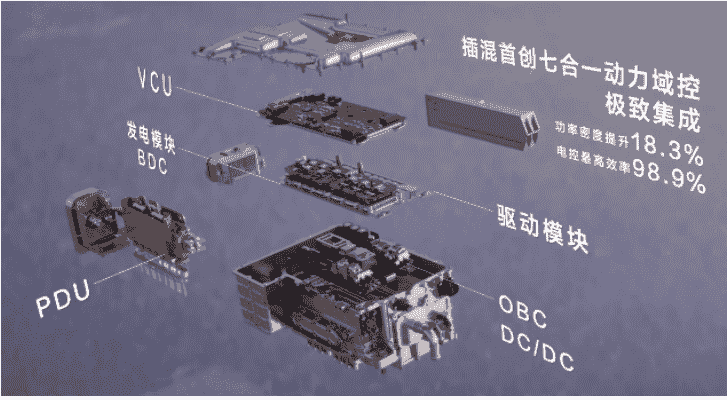 插混首创七合一动力域控
极致集成
功率密度提升18.3%
电控最高效率98.9%
VCU
发电模块
BDC
驱动模块
PDU
OBC
DC/DC